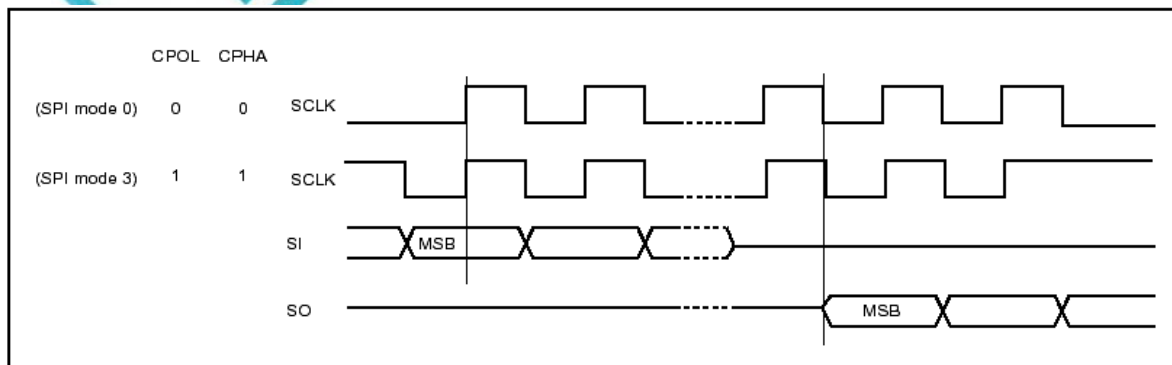 CPOL CPHA
(SPI mode 0) 0 0 SCLK
(SPI mode 3) 1 1 SCLK
SI MSB
SO MSB